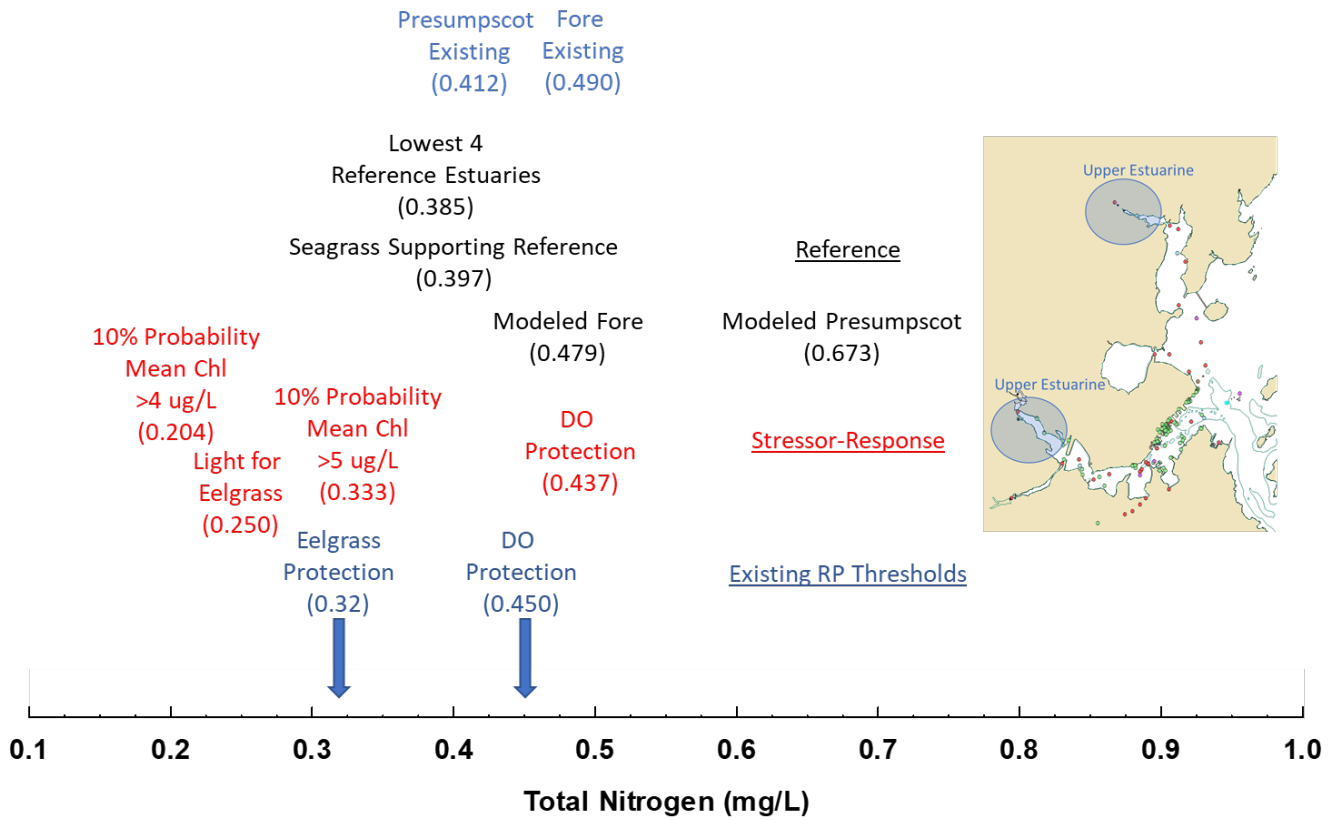 Presumpscot
Existing
(0.412)
Fore
Existing
(0.490)
Lowest 4
Reference Estuaries
(0.385)
Seagrass Supporting Reference
(0.397)
Reference
Modeled Fore
(0.479)
Modeled Presumpscot
(0.673)
10% Probability
Mean Chl
>4 ug/L
(0.204)
10% Probability
Mean Chl
>5 ug/L
(0.333)
Light for
Eelgrass
(0.250)
DO
Protection
(0.437)
Stressor-Response
Eelgrass
Protection
(0.32)
DO
Protection
(0.450)
Existing RP Thresholds
Upper Estuarine
Upper Estuarine
0.1 0.2 0.3 0.4 0.5 0.6 0.7 0.8 0.9 1.0
Total Nitrogen (mg/L)